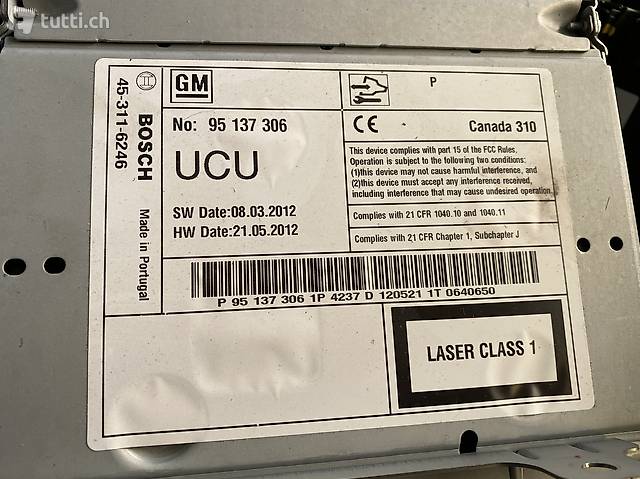 tutti.ch
45-311-6246
BOSCH
Made in Portugal
GM
No: 95 137 306
UCU
SW Date:08.03.2012
HW Date:21.05.2012
P
CE
Canada 310
This device complies with part 15 of the FCC Rules.
Operation is subject to the following two conditions:
(1)this device may not cause harmful interference, and
(2)this device must accept any interference received,
including interference that may cause undesired operation.
Complies with 21 CFR 1040.10 and 1040.11
Complies with 21 CFR Chapter 1, Subchapter J
P 95 137 306 1P 4237 D 120521 1T 0640650
LASER CLASS 1